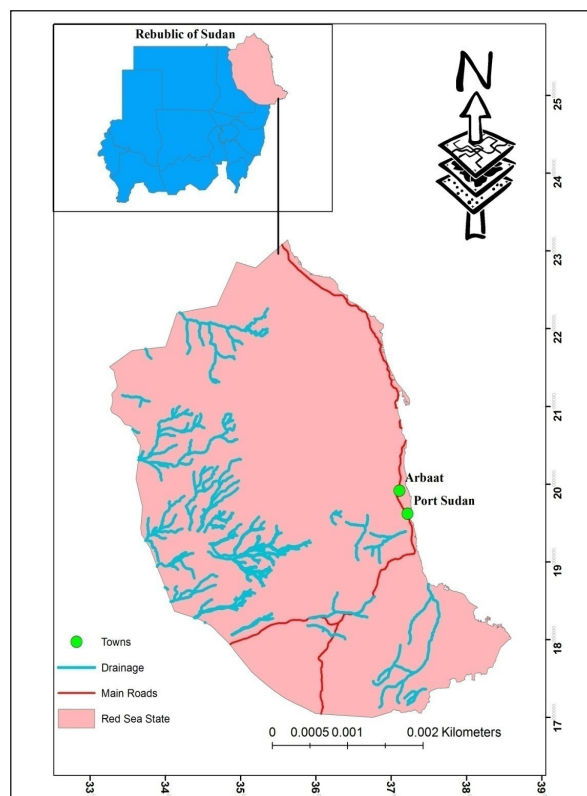 Rebublic of Sudan
N
25
24
23
22
21
20
19
18
17
Arbaat
Port Sudan
Towns
Drainage
Main Roads
Red Sea State
0 0.0005 0.001 0.002 Kilometers
33
34
35
36
37
38
39